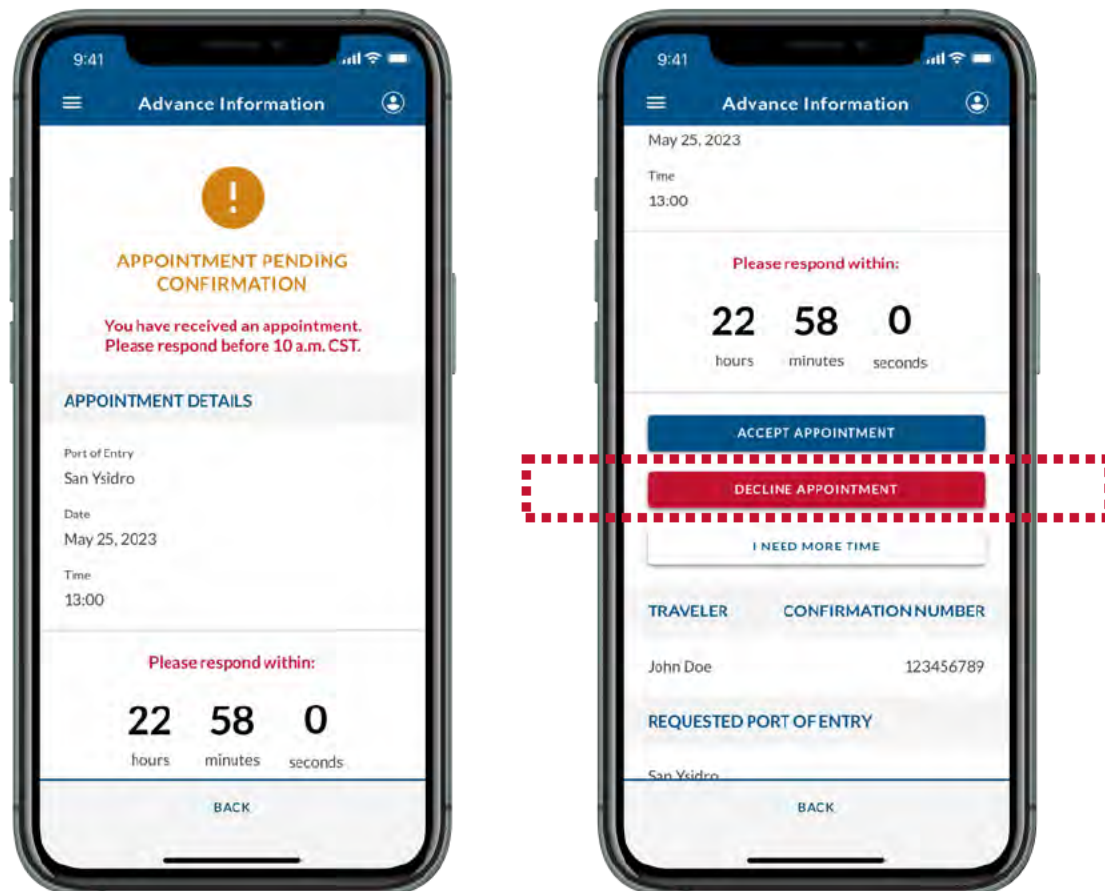 9:41
Advance Information
APPOINTMENT PENDING
CONFIRMATION
You have received an appointment.
Please respond before 10 a.m. CST.
APPOINTMENT DETAILS
Port of Entry
San Ysidro
Date
May 25, 2023
Time
13:00
Please respond within:
22 58 0
hours minutes seconds
BACK
9:41
Advance Information
May 25, 2023
Time
13:00
Please respond within:
22 58 0
hours minutes seconds
ACCEPT APPOINTMENT
DECLINE APPOINTMENT
I NEED MORE TIME
TRAVELER CONFIRMATION NUMBER
John Doe 123456789
REQUESTED PORT OF ENTRY
San Ysidro
BACK